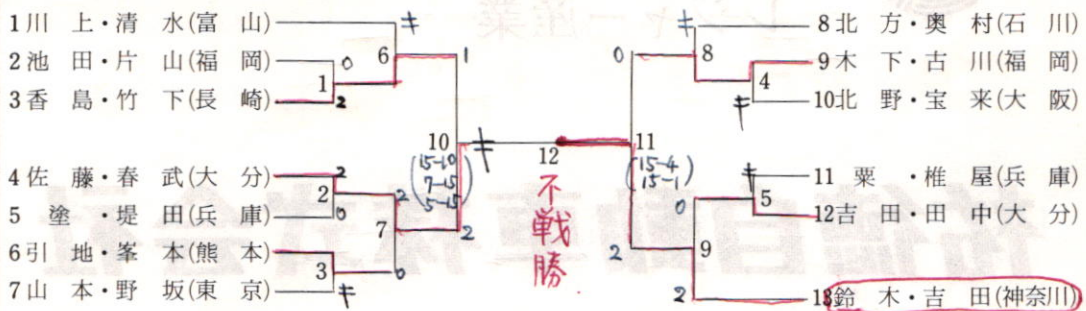 1 川 上・清 水(富 山)
2 池 田・片 山(福 岡)
3 香 島・竹 下(長 崎)
4 佐 藤・春 武(大 分)
5 塗・堤 田(兵 庫)
6 引 地・峯 本(熊 本)
7 山 本・野 坂(東 京)
0
1
2
6
1
2
2
0
2
7
3
0
キ
キ
10
(15-10
7-15
5-15)
2
キ
12
不戦勝
0
11
(15-4
15-1)
2
キ
8
4
キ
キ
5
0
9
2
8 北 方・奥 村(石 川)
9 木 下・古 川(福 岡)
10 北 野・宝 来(大 阪)
11 粟・椎 屋(兵 庫)
12 吉 田・田 中(大 分)
13 鈴 木・吉 田(神奈川)